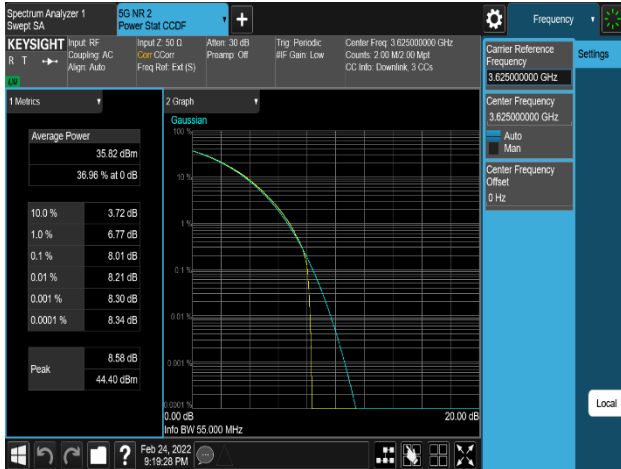 Spectrum Analyzer 1
Swept SA
5G NR 2
Power Stat CCDF
Frequency
KEYSIGHT
R T
LV
Input: RF
Coupling: AC
Align: Auto
Input Z: 50 Ω
Corr CCorr
Freq Ref: Ext (S)
Atten: 30 dB
Preamp: Off
Trig: Periodic
#IF Gain: Low
Center Freq: 3.625000000 GHz
Counts: 2.00 M/2.00 Mpt
CC Info: Downlink, 3 CCs
Carrier Reference
Frequency
3.625000000 GHz
Settings
Center Frequency
3.625000000 GHz
Auto
Man
Center Frequency
Offset
0 Hz
Local
1 Metrics
Average Power
35.82 dBm
36.96 % at 0 dB
10.0 % 3.72 dB
1.0 % 6.77 dB
0.1 % 8.01 dB
0.01 % 8.21 dB
0.001 % 8.30 dB
0.0001 % 8.34 dB
Peak
8.58 dB
44.40 dBm
2 Graph
Gaussian
100 %
10 %
1 %
0.1 %
0.01 %
0.001 %
0.0001 %
0.00 dB
20.00 dB
Info BW 55.000 MHz
Feb 24, 2022
9:19:28 PM